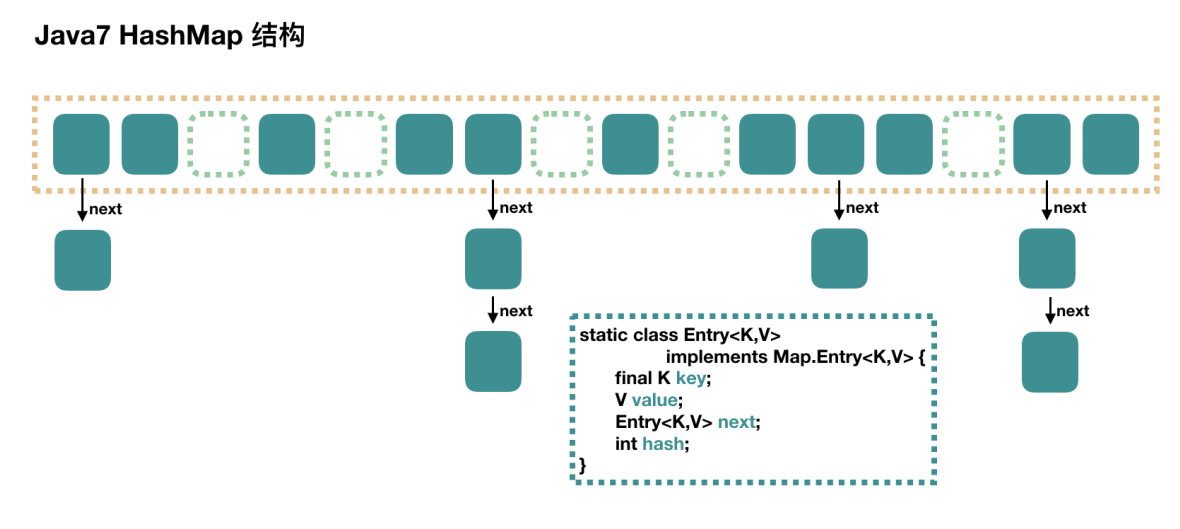 Java7 HashMap 结构
next
next
next
next
next
next
static class Entry<K,V>
implements Map.Entry<K,V> {
final K key;
V value;
Entry<K,V> next;
int hash;
}